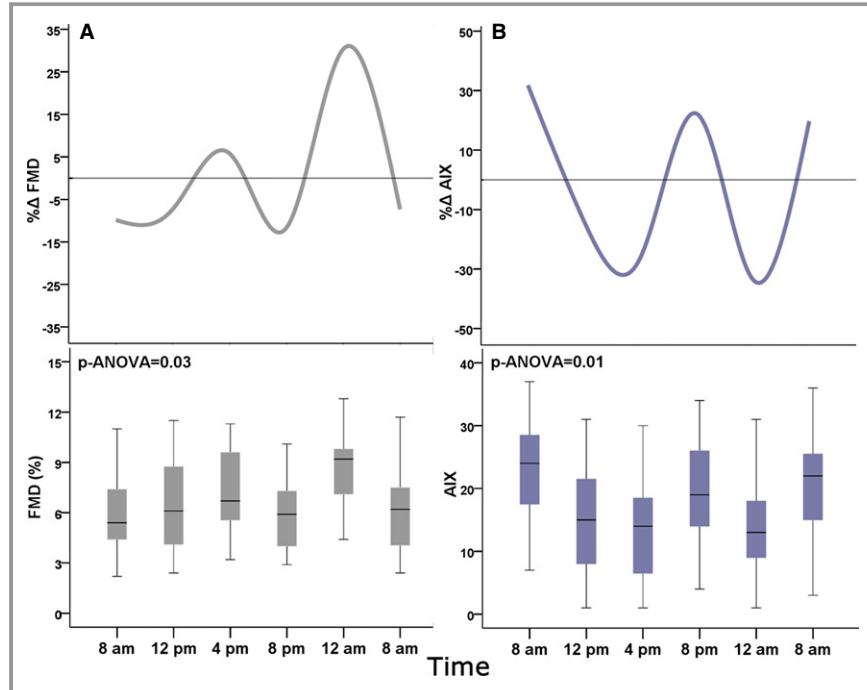 A
35
25
15
5
-5
-15
-25
-35
%Δ FMD
B
50
30
10
-10
-30
-50
%Δ AIX
p-ANOVA=0.03
15
12
9
6
3
0
FMD (%)
8 am 12 pm 4 pm 8 pm 12 am 8 am
p-ANOVA=0.01
40
30
20
10
0
AIX
8 am 12 pm 4 pm 8 pm 12 am 8 am
Time